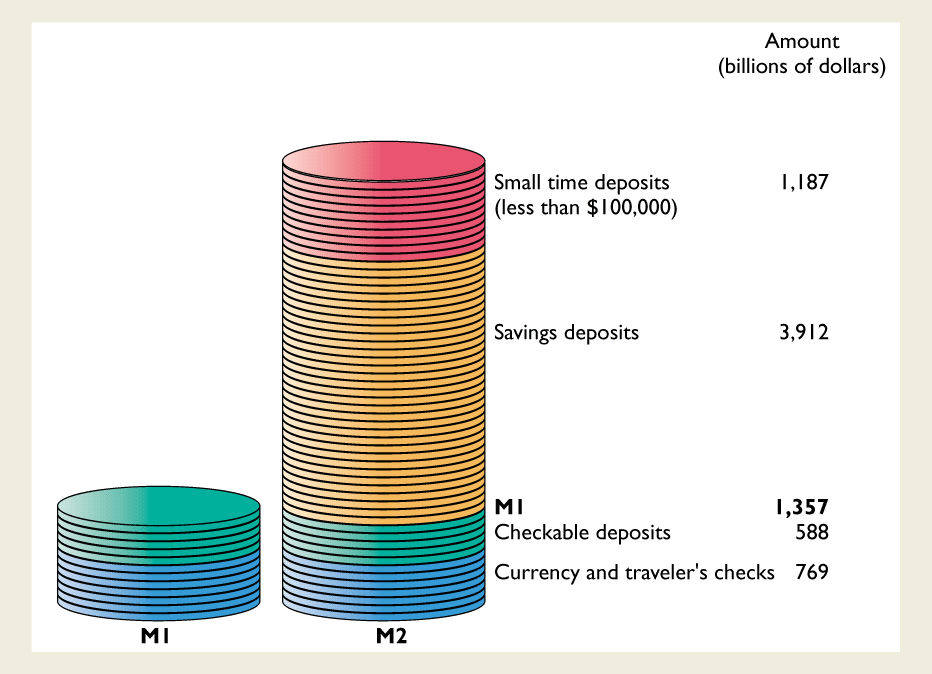 Amount
(billions of dollars)
Small time deposits 1,187
(less than $100,000)
Savings deposits 3,912
M1 1,357
Checkable deposits 588
Currency and traveler's checks 769
M1 M2